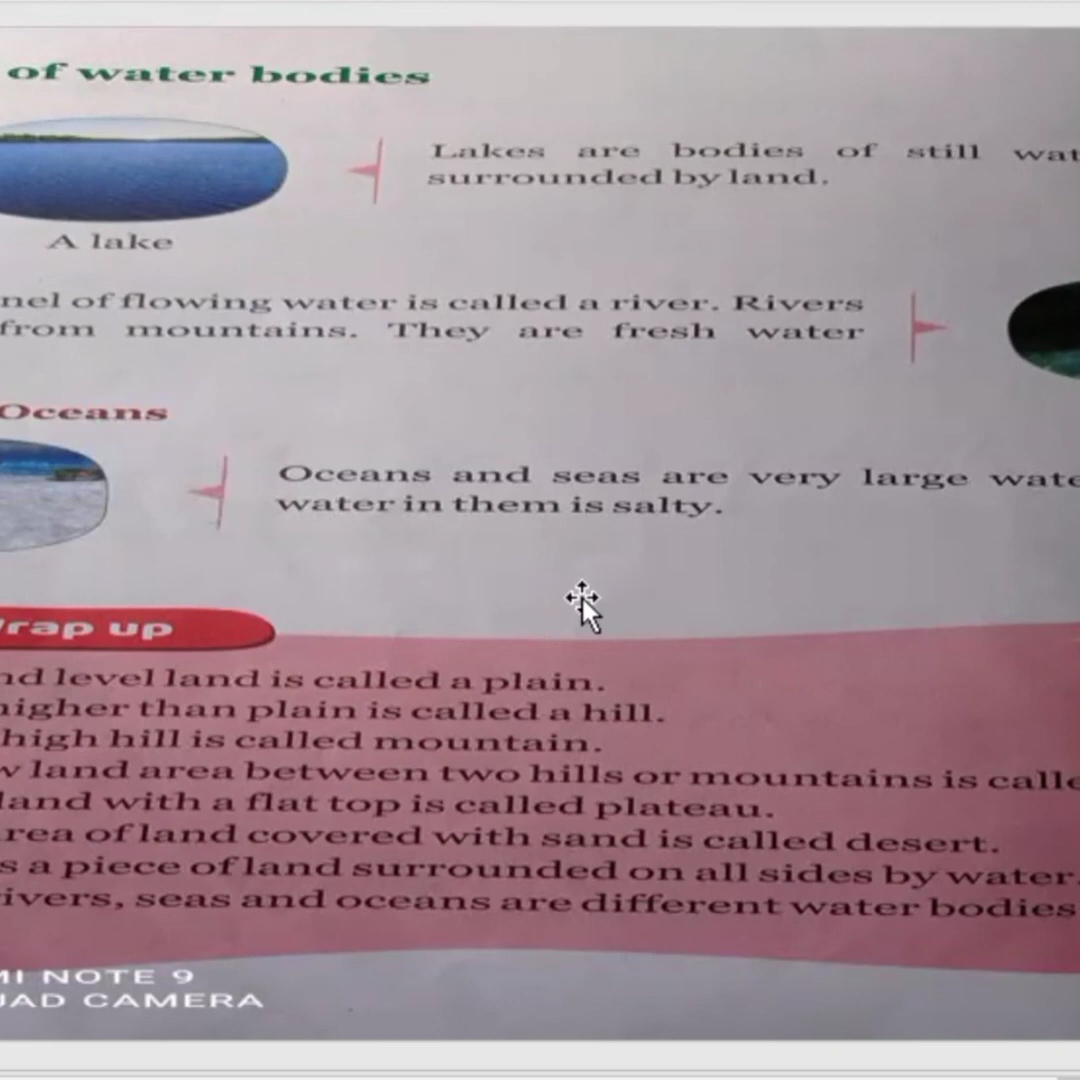 of water bodies
Lakes are bodies of still wat
surrounded by land.
A lake
nel of flowing water is called a river. Rivers
from mountains. They are fresh water
Oceans
Oceans and seas are very large wate
water in them is salty.
rap up
nd level land is called a plain.
higher than plain is called a hill.
high hill is called mountain.
w land area between two hills or mountains is calle
land with a flat top is called plateau.
rea of land covered with sand is called desert.
s a piece of land surrounded on all sides by water.
ivers, seas and oceans are different water bodies
MI NOTE 9
UAD CAMERA